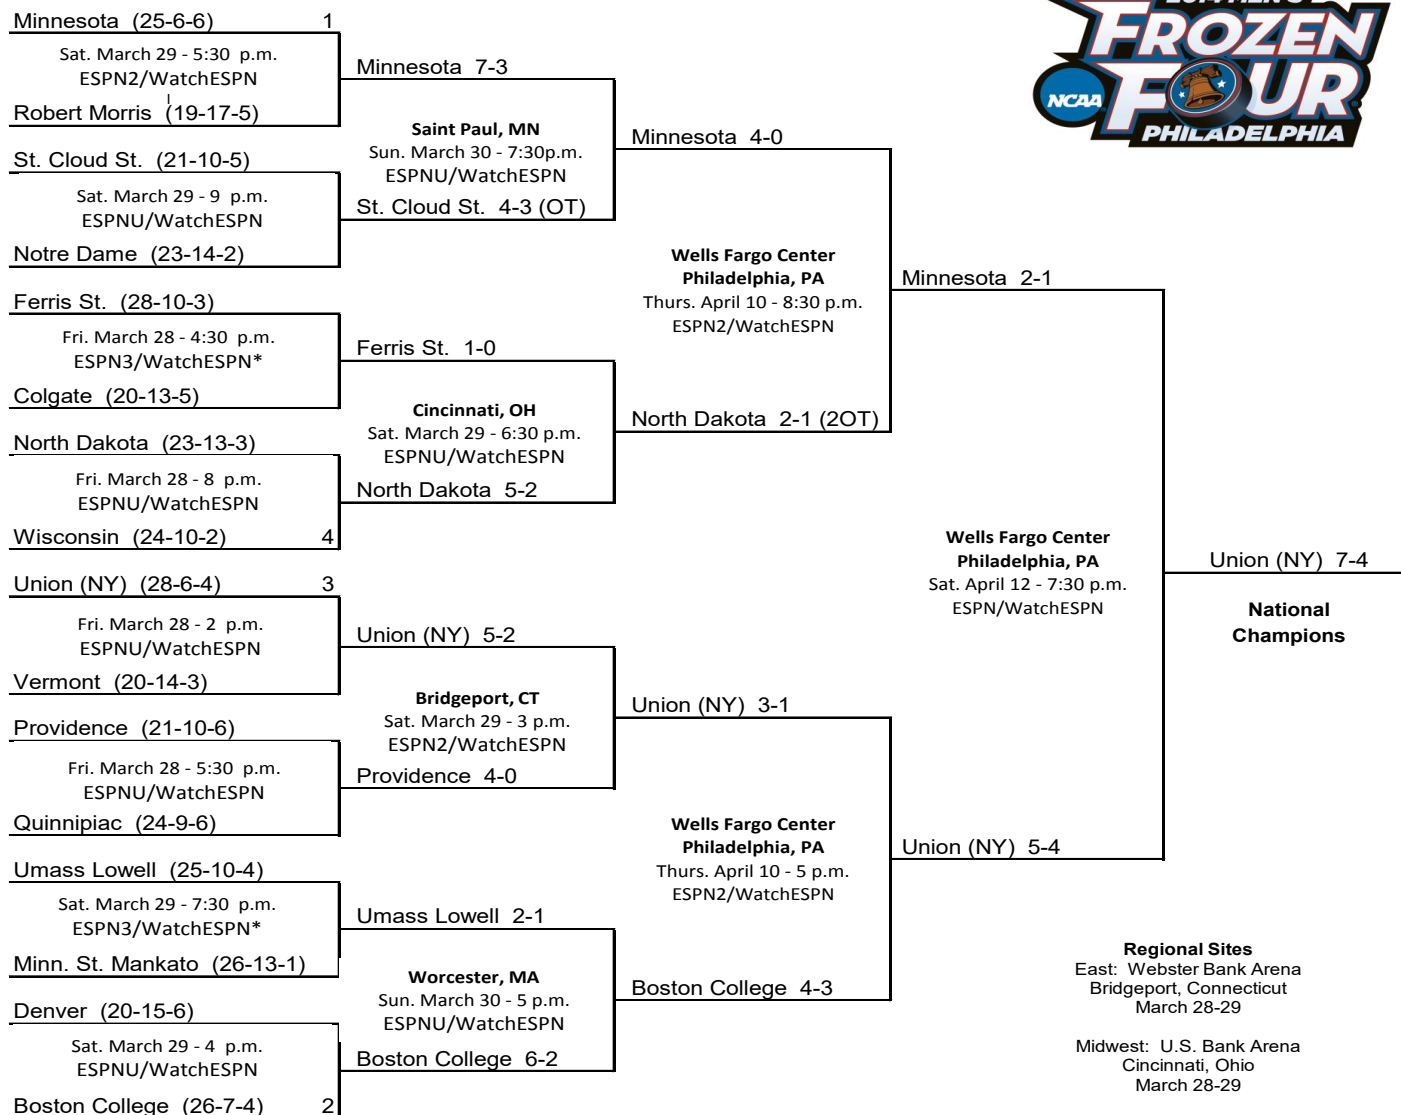 FROZEN
FOUR
NCAA
PHILADELPHIA
Minnesota (25-6-6) 1
Sat. March 29 - 5:30 p.m.
ESPN2/WatchESPN
Robert Morris (19-17-5)
St. Cloud St. (21-10-5)
Sat. March 29 - 9 p.m.
ESPNU/WatchESPN
Notre Dame (23-14-2)
Ferris St. (28-10-3)
Fri. March 28 - 4:30 p.m.
ESPN3/WatchESPN*
Colgate (20-13-5)
North Dakota (23-13-3)
Fri. March 28 - 8 p.m.
ESPNU/WatchESPN
Wisconsin (24-10-2) 4
Union (NY) (28-6-4) 3
Fri. March 28 - 2 p.m.
ESPNU/WatchESPN
Vermont (20-14-3)
Providence (21-10-6)
Fri. March 28 - 5:30 p.m.
ESPNU/WatchESPN
Quinnipiac (24-9-6)
Umass Lowell (25-10-4)
Sat. March 29 - 7:30 p.m.
ESPN3/WatchESPN*
Minn. St. Mankato (26-13-1)
Denver (20-15-6)
Sat. March 29 - 4 p.m.
ESPNU/WatchESPN
Boston College (26-7-4) 2
Minnesota 7-3
Saint Paul, MN
Sun. March 30 - 7:30p.m.
ESPNU/WatchESPN
St. Cloud St. 4-3 (OT)
Ferris St. 1-0
Cincinnati, OH
Sat. March 29 - 6:30 p.m.
ESPNU/WatchESPN
North Dakota 5-2
Union (NY) 5-2
Bridgeport, CT
Sat. March 29 - 3 p.m.
ESPN2/WatchESPN
Providence 4-0
Umass Lowell 2-1
Worcester, MA
Sun. March 30 - 5 p.m.
ESPNU/WatchESPN
Boston College 6-2
Minnesota 4-0
Wells Fargo Center
Philadelphia, PA
Thurs. April 10 - 8:30 p.m.
ESPN2/WatchESPN
North Dakota 2-1 (2OT)
Union (NY) 3-1
Wells Fargo Center
Philadelphia, PA
Thurs. April 10 - 5 p.m.
ESPN2/WatchESPN
Boston College 4-3
Minnesota 2-1
Wells Fargo Center
Philadelphia, PA
Sat. April 12 - 7:30 p.m.
ESPN/WatchESPN
Union (NY) 5-4
Union (NY) 7-4
National
Champions
Regional Sites
East: Webster Bank Arena
Bridgeport, Connecticut
March 28-29
Midwest: U.S. Bank Arena
Cincinnati, Ohio
March 28-29